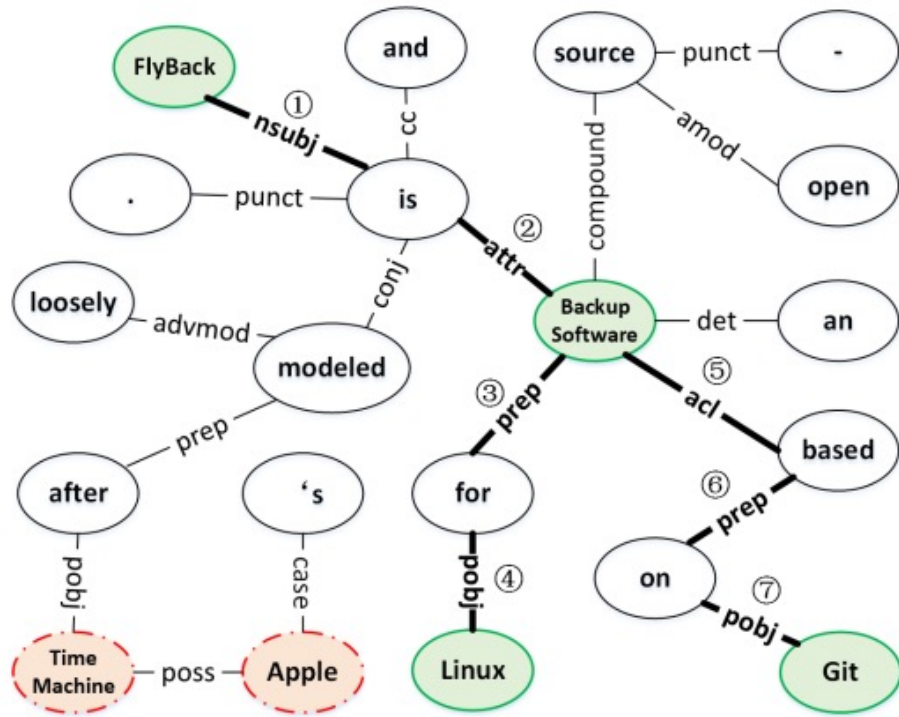 FlyBack
and
source
punct
-
①
nsubj
cc
amod
.
punct
is
compound
open
②
attr
loosely
advmod
conj
Backup
Software
det
an
modeled
③
prep
⑤
acl
prep
after
‘s
for
⑥
prep
based
pobj
case
pobj
④
on
⑦
pobj
Time
Machine
poss
Apple
Linux
Git